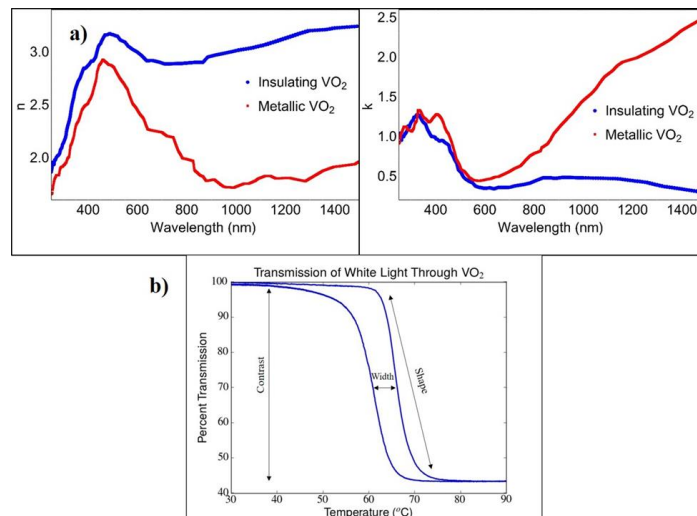 a)
3.0
2.5
2.0
n
Insulating VO2
Metallic VO2
400 600 800 1000 1200 1400
Wavelength (nm)
2.5
2.0
1.5
1.0
0.5
k
Insulating VO2
Metallic VO2
400 600 800 1000 1200 1400
Wavelength (nm)
b)
Transmission of White Light Through VO2
100
90
80
70
60
50
40
Percent Transmission
Contrast
Width
Shape
30 40 50 60 70 80 90
Temperature (°C)